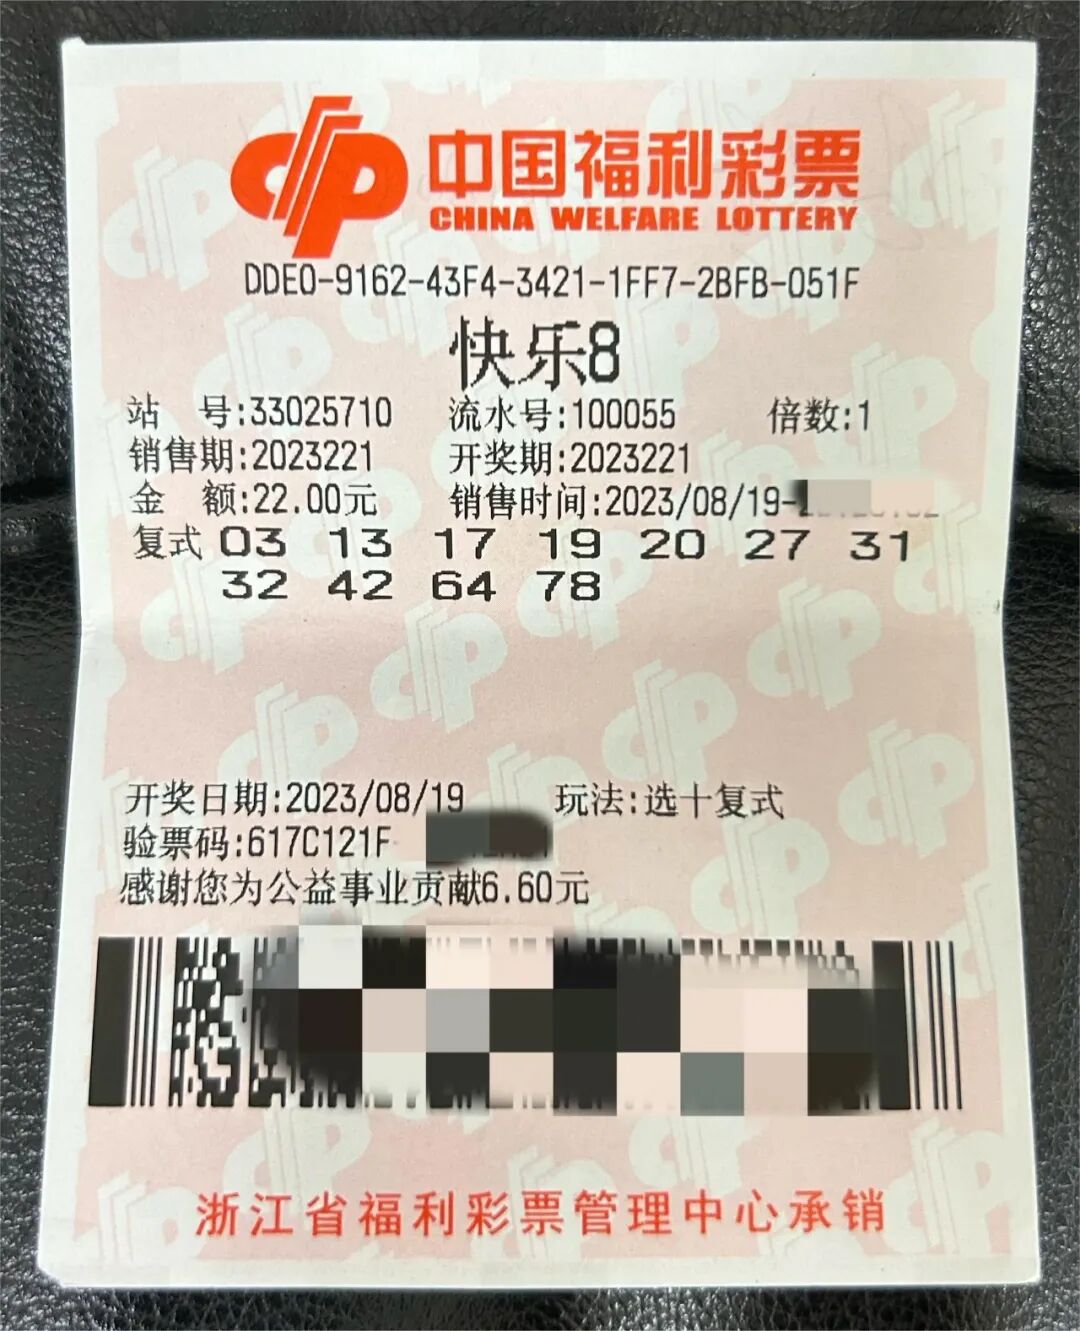 中国福利彩票
CHINA WELFARE LOTTERY
DDE0-9162-43F4-3421-1FF7-2BFB-051F
快乐8
站 号:33025710 流水号:100055 倍数:1
销售期:2023221 开奖期:2023221
金 额:22.00元 销售时间:2023/08/19-
复式 03 13 17 19 20 27 31
32 42 64 78
开奖日期:2023/08/19 玩法:选十复式
验票码:617C121F
感谢您为公益事业贡献6.60元
浙江省福利彩票管理中心承销